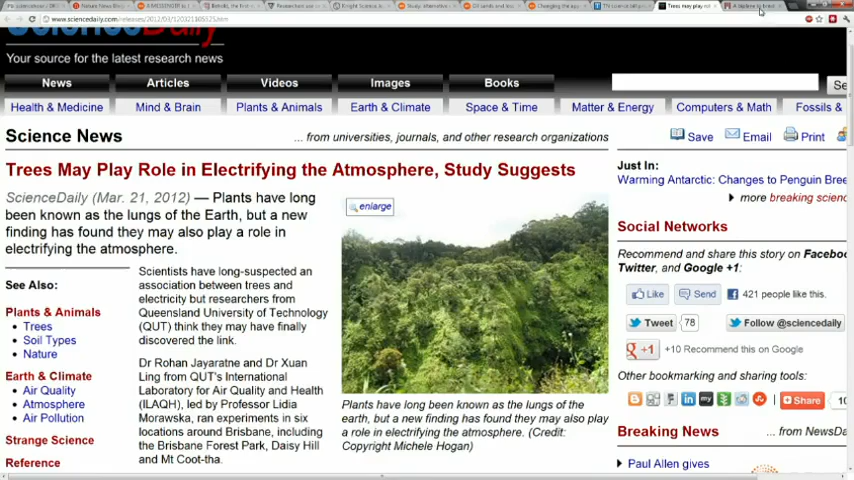 www.sciencedaily.com/releases/2012/03/120321105525.htm
Science Daily
Your source for the latest research news
News Articles Videos Images Books
Health & Medicine Mind & Brain Plants & Animals Earth & Climate Space & Time Matter & Energy Computers & Math Fossils &
Science News
... from universities, journals, and other research organizations
Save Email Print
Trees May Play Role in Electrifying the Atmosphere, Study Suggests
ScienceDaily (Mar. 21, 2012) — Plants have long
been known as the lungs of the Earth, but a new
finding has found they may also play a role in
electrifying the atmosphere.
enlarge
See Also:
Plants & Animals
Trees
Soil Types
Nature
Earth & Climate
Air Quality
Atmosphere
Air Pollution
Strange Science
Reference
Scientists have long-suspected an
association between trees and
electricity but researchers from
Queensland University of Technology
(QUT) think they may have finally
discovered the link.
Dr Rohan Jayaratne and Dr Xuan
Ling from QUT's International
Laboratory for Air Quality and Health
(ILAQH), led by Professor Lidia
Morawska, ran experiments in six
locations around Brisbane, including
the Brisbane Forest Park, Daisy Hill
and Mt Coot-tha.
Plants have long been known as the lungs of the
earth, but a new finding has found they may also play
a role in electrifying the atmosphere. (Credit:
Copyright Michele Hogan)
Just In:
Warming Antarctic: Changes to Penguin Bree
more breaking scien
Social Networks
Recommend and share this story on Facebo
Twitter, and Google +1:
Like Send 421 people like this.
Tweet 78 Follow @sciencedaily
+1 +10 Recommend this on Google
Other bookmarking and sharing tools:
Share 10
Breaking News ... from NewsDa
Paul Allen gives